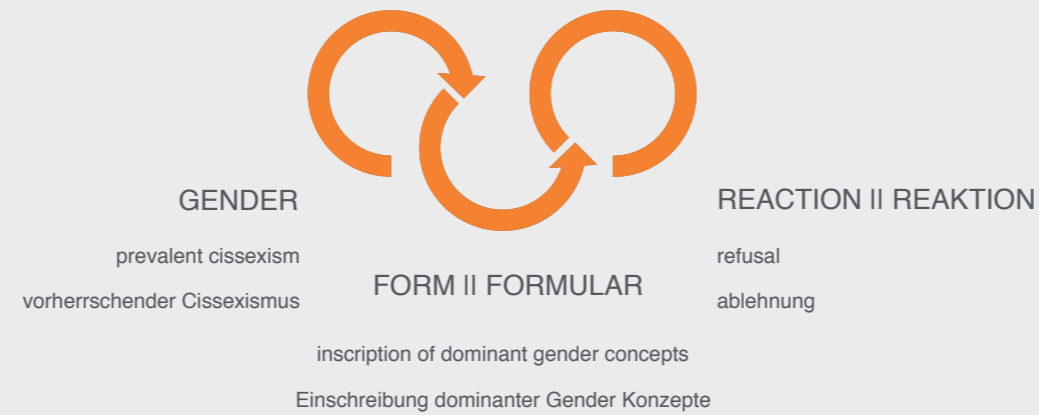 GENDER
prevalent cissexism
vorherrschender Cissexismus
FORM II FORMULAR
inscription of dominant gender concepts
Einschreibung dominanter Gender Konzepte
REACTION II REAKTION
refusal
ablehnung